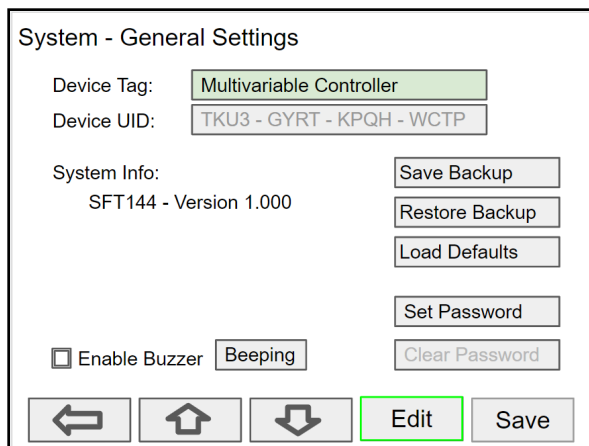 System - General Settings
Device Tag: Multivariable Controller
Device UID: TKU3 - GYRT - KPQH - WCTP
System Info: Save Backup
SFT144 - Version 1.000
Restore Backup
Load Defaults
Set Password
Enable Buzzer Beeping Clear Password
Edit Save